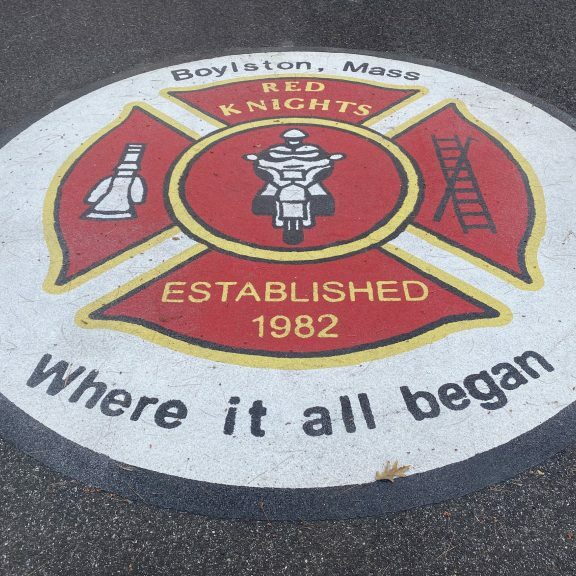 Boylston, Mass
RED
KNIGHTS
ESTABLISHED
1982
Where it all began